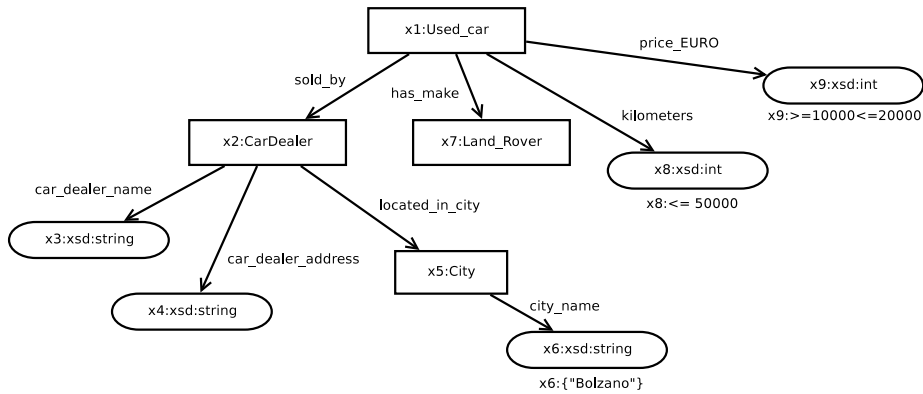 x1:Used_car
price_EURO
sold_by
has_make
x9:xsd:int
x9:>=10000<=20000
kilometers
x2:CarDealer
x7:Land_Rover
x8:xsd:int
car_dealer_name
x8:<= 50000
located_in_city
x3:xsd:string
car_dealer_address
x5:City
x4:xsd:string
city_name
x6:xsd:string
x6:{"Bolzano"}